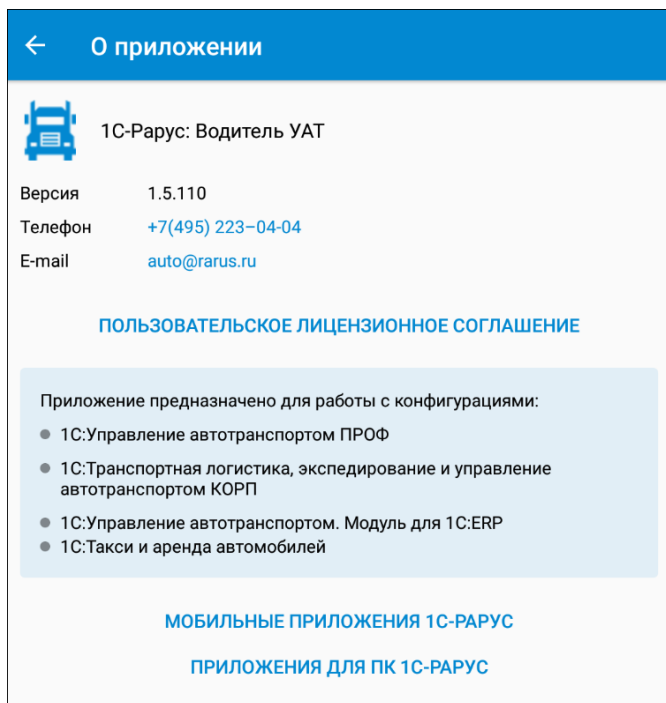 О приложении
1С-Рарус: Водитель УАТ
Версия 1.5.110
Телефон +7(495) 223–04-04
E-mail auto@rarus.ru
ПОЛЬЗОВАТЕЛЬСКОЕ ЛИЦЕНЗИОННОЕ СОГЛАШЕНИЕ
Приложение предназначено для работы с конфигурациями:
1С:Управление автотранспортом ПРОФ
1С:Транспортная логистика, экспедирование и управление
автотранспортом КОРП
1С:Управление автотранспортом. Модуль для 1С:ERP
1С:Такси и аренда автомобилей
МОБИЛЬНЫЕ ПРИЛОЖЕНИЯ 1С-РАРУС
ПРИЛОЖЕНИЯ ДЛЯ ПК 1С-РАРУС